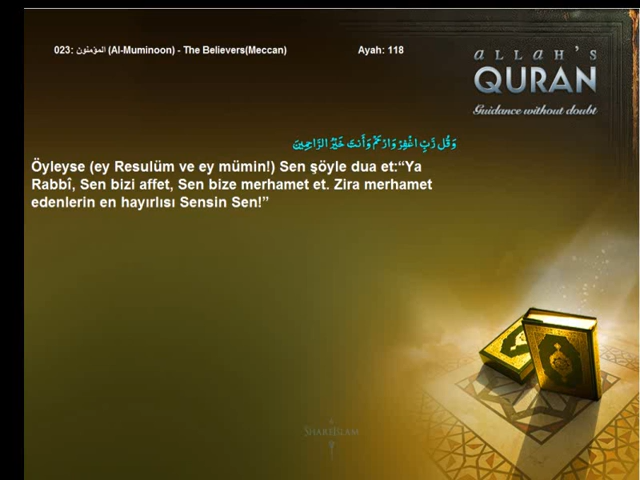 023: المؤمنون (Al-Muminoon) - The Believers(Meccan) Ayah: 118
ALLAH'S
QURAN
Guidance without doubt
وَقُل رَّبِّ اغْفِرْ وَارْحَمْ وَأَنتَ خَيْرُ الرَّاحِمِينَ
Öyleyse (ey Resulüm ve ey mümin!) Sen şöyle dua et:“Ya
Rabbî, Sen bizi affet, Sen bize merhamet et. Zira merhamet
edenlerin en hayırlısı Sensin Sen!”
SHAREISLAM